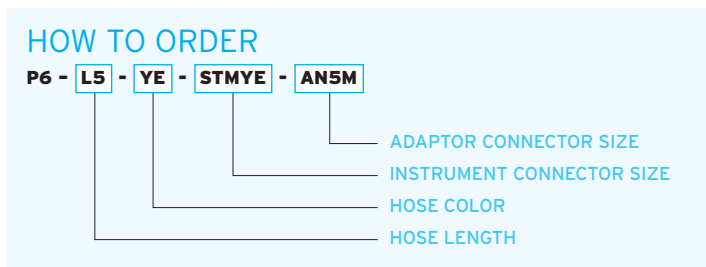 HOW TO ORDER
P6 - L5 - YE - STMYE - AN5M
ADAPTOR CONNECTOR SIZE
INSTRUMENT CONNECTOR SIZE
HOSE COLOR
HOSE LENGTH